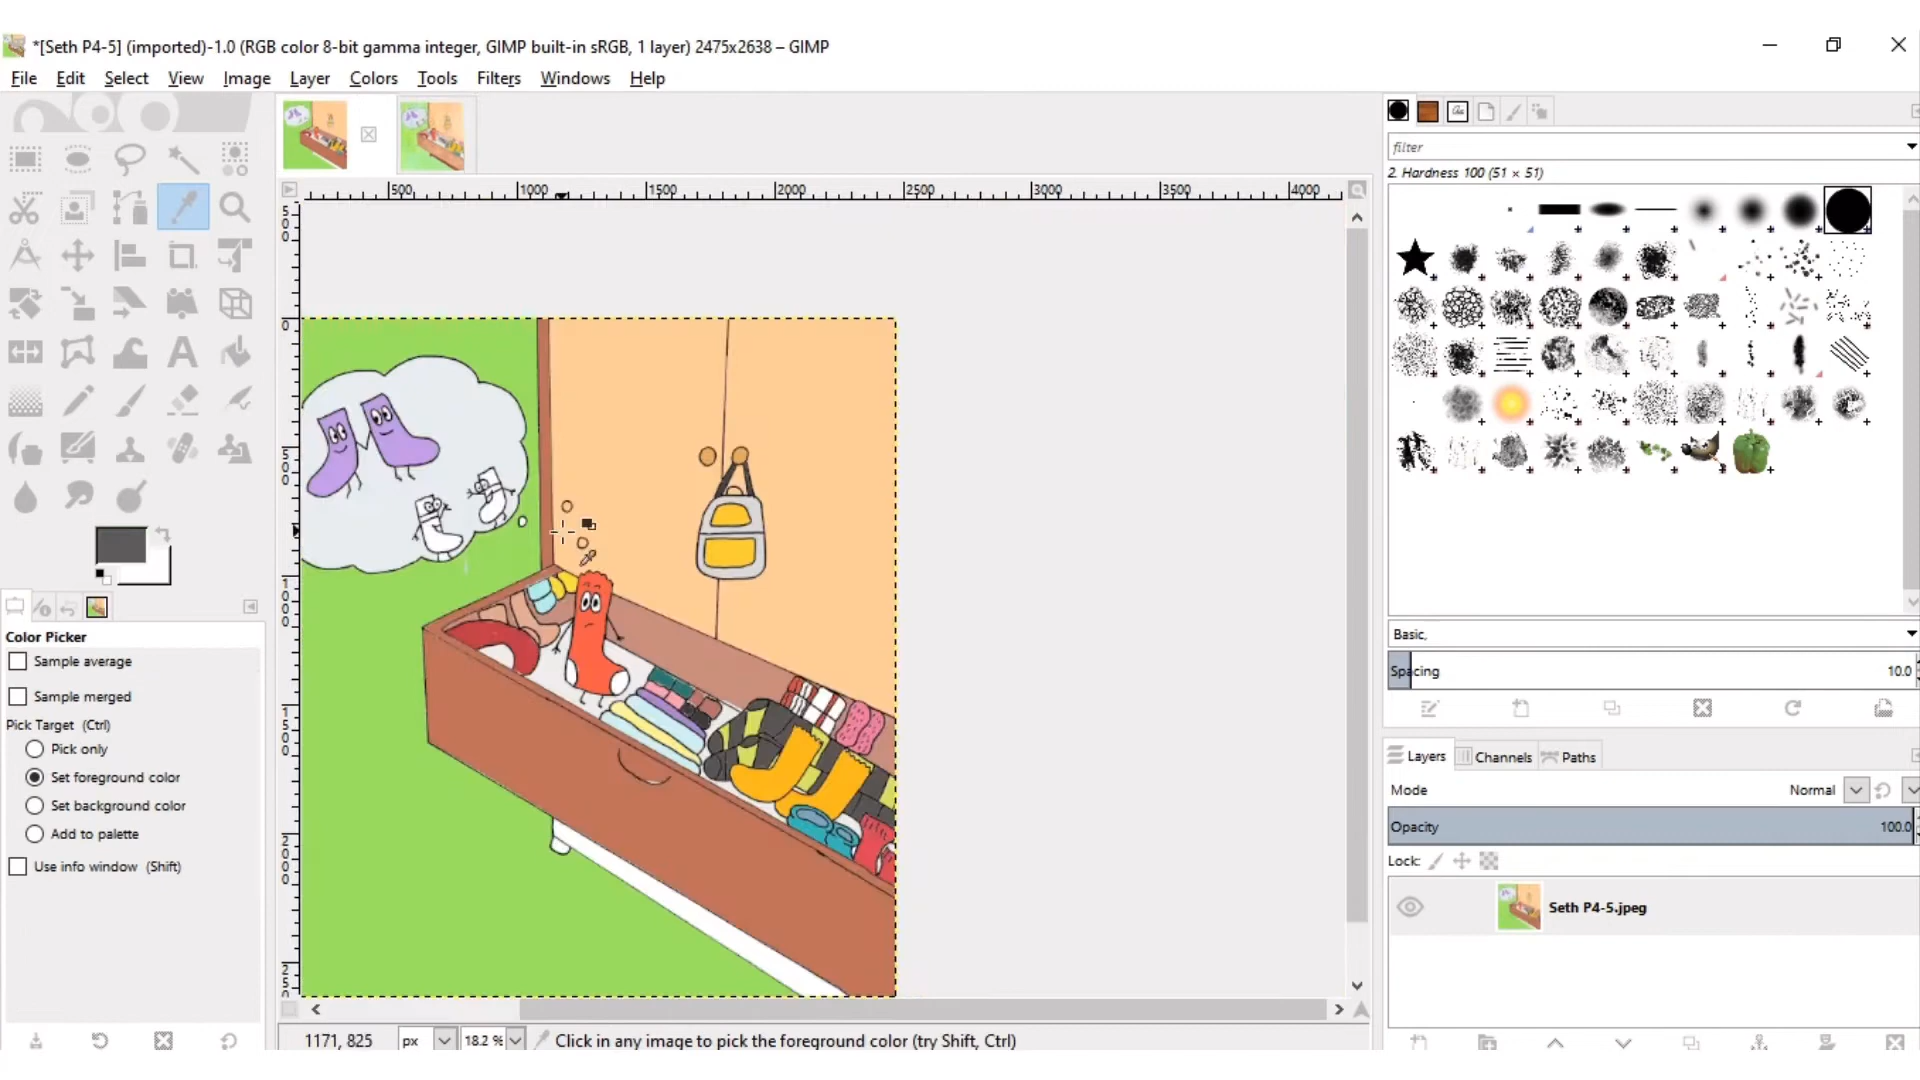 *[Seth P4-5] (imported)-1.0 (RGB color 8-bit gamma integer, GIMP built-in sRGB, 1 layer) 2475x2638 – GIMP
File Edit Select View Image Layer Colors Tools Filters Windows Help
filter
2. Hardness 100 (51 × 51)
500 1000 1500 2000 2500 3000 3500 4000
Color Picker
Sample average
Sample merged
Pick Target (Ctrl)
Pick only
Set foreground color
Set background color
Add to palette
Use info window (Shift)
Basic,
Spacing 10.0
Layers Channels Paths
Mode Normal
Opacity 100.0
Lock:
Seth P4-5.jpeg
1171, 825 px 18.2 % Click in any image to pick the foreground color (try Shift, Ctrl)